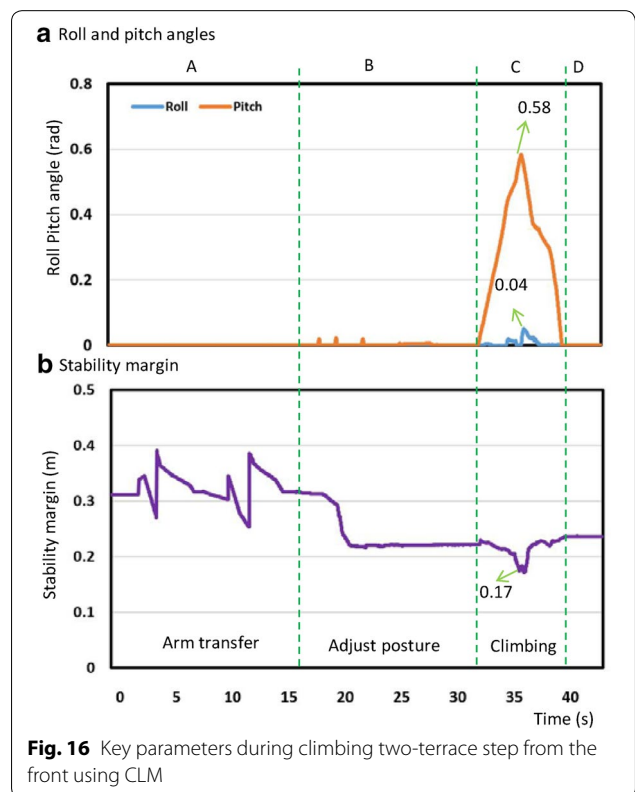 a Roll and pitch angles
A B C D
0.8
Roll Pitch
0.58
0.6
Roll Pitch angle (rad)
0.4
0.2
0.04
0
b Stability margin
0.5
0.4
0.3
Stability margin (m)
0.2
0.17
0.1
Arm transfer Adjust posture Climbing
0
0 5 10 15 20 25 30 35 40
Time (s)
Fig. 16 Key parameters during climbing two-terrace step from the
front using CLM